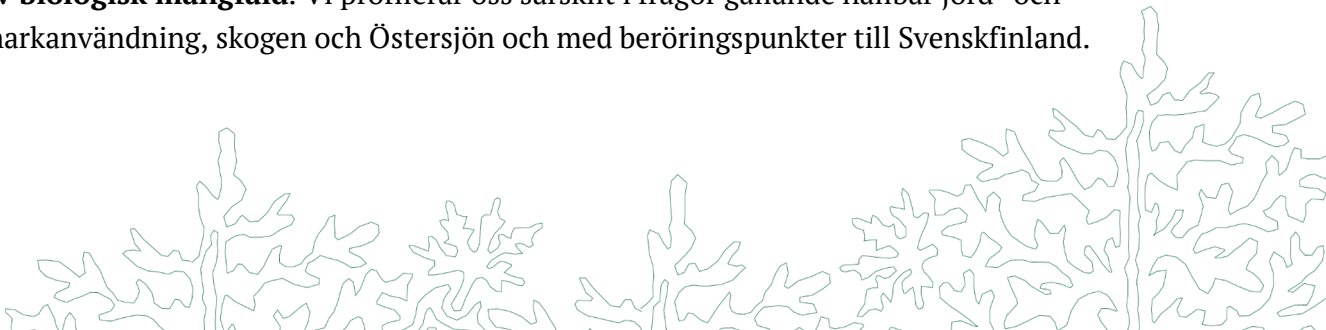 biologisk mångfald. Vi profilerar oss särskilt i frågor gällande hållbar jord- och
markanvändning, skogen och Östersjön och med beröringspunkter till Svenskfinland.